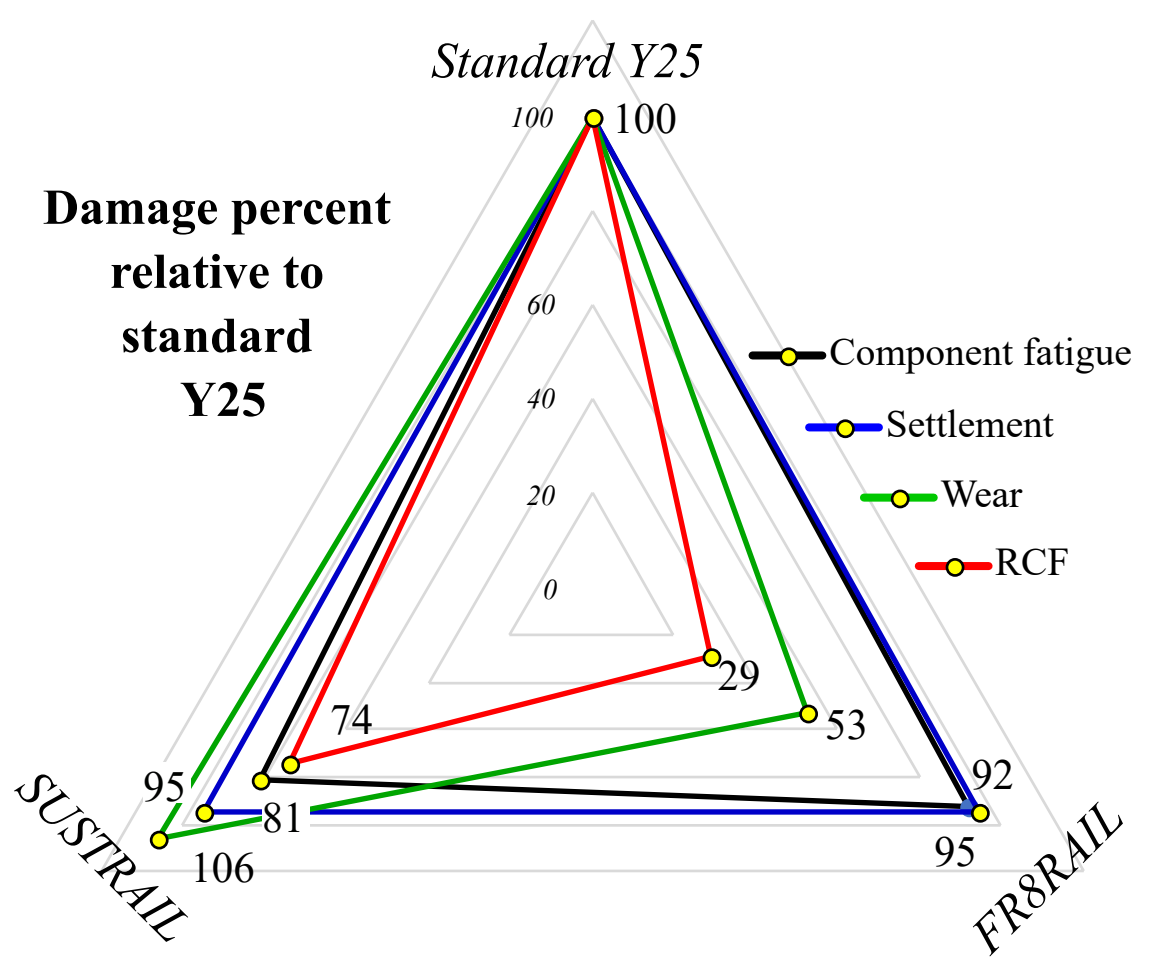 Standard Y25
100
100
Damage percent
relative to
standard
Y25
60
40
20
0
Component fatigue
Settlement
Wear
RCF
29
53
74
92
95
81
95
106
SUSTRAIL
FR8RAIL